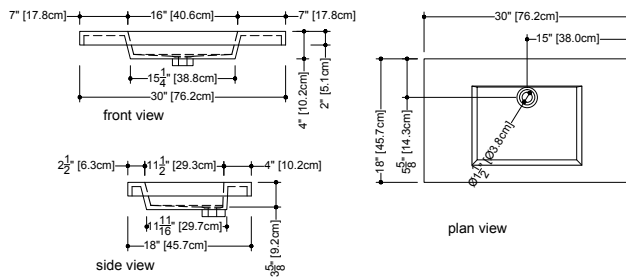 7" [17.8cm] 16" [40.6cm] 7" [17.8cm]
15 1/4" [38.8cm]
30" [76.2cm]
4" [10.2cm]
2" [5.1cm]
front view
2 1/2" [6.3cm] 11 1/2" [29.3cm] 4" [10.2cm]
11 11/16" [29.7cm]
18" [45.7cm]
3 5/8" [9.2cm]
side view
30" [76.2cm]
15" [38.0cm]
18" [45.7cm]
5 5/8" [14.3cm]
Ø1 1/2" [Ø3.8cm]
plan view